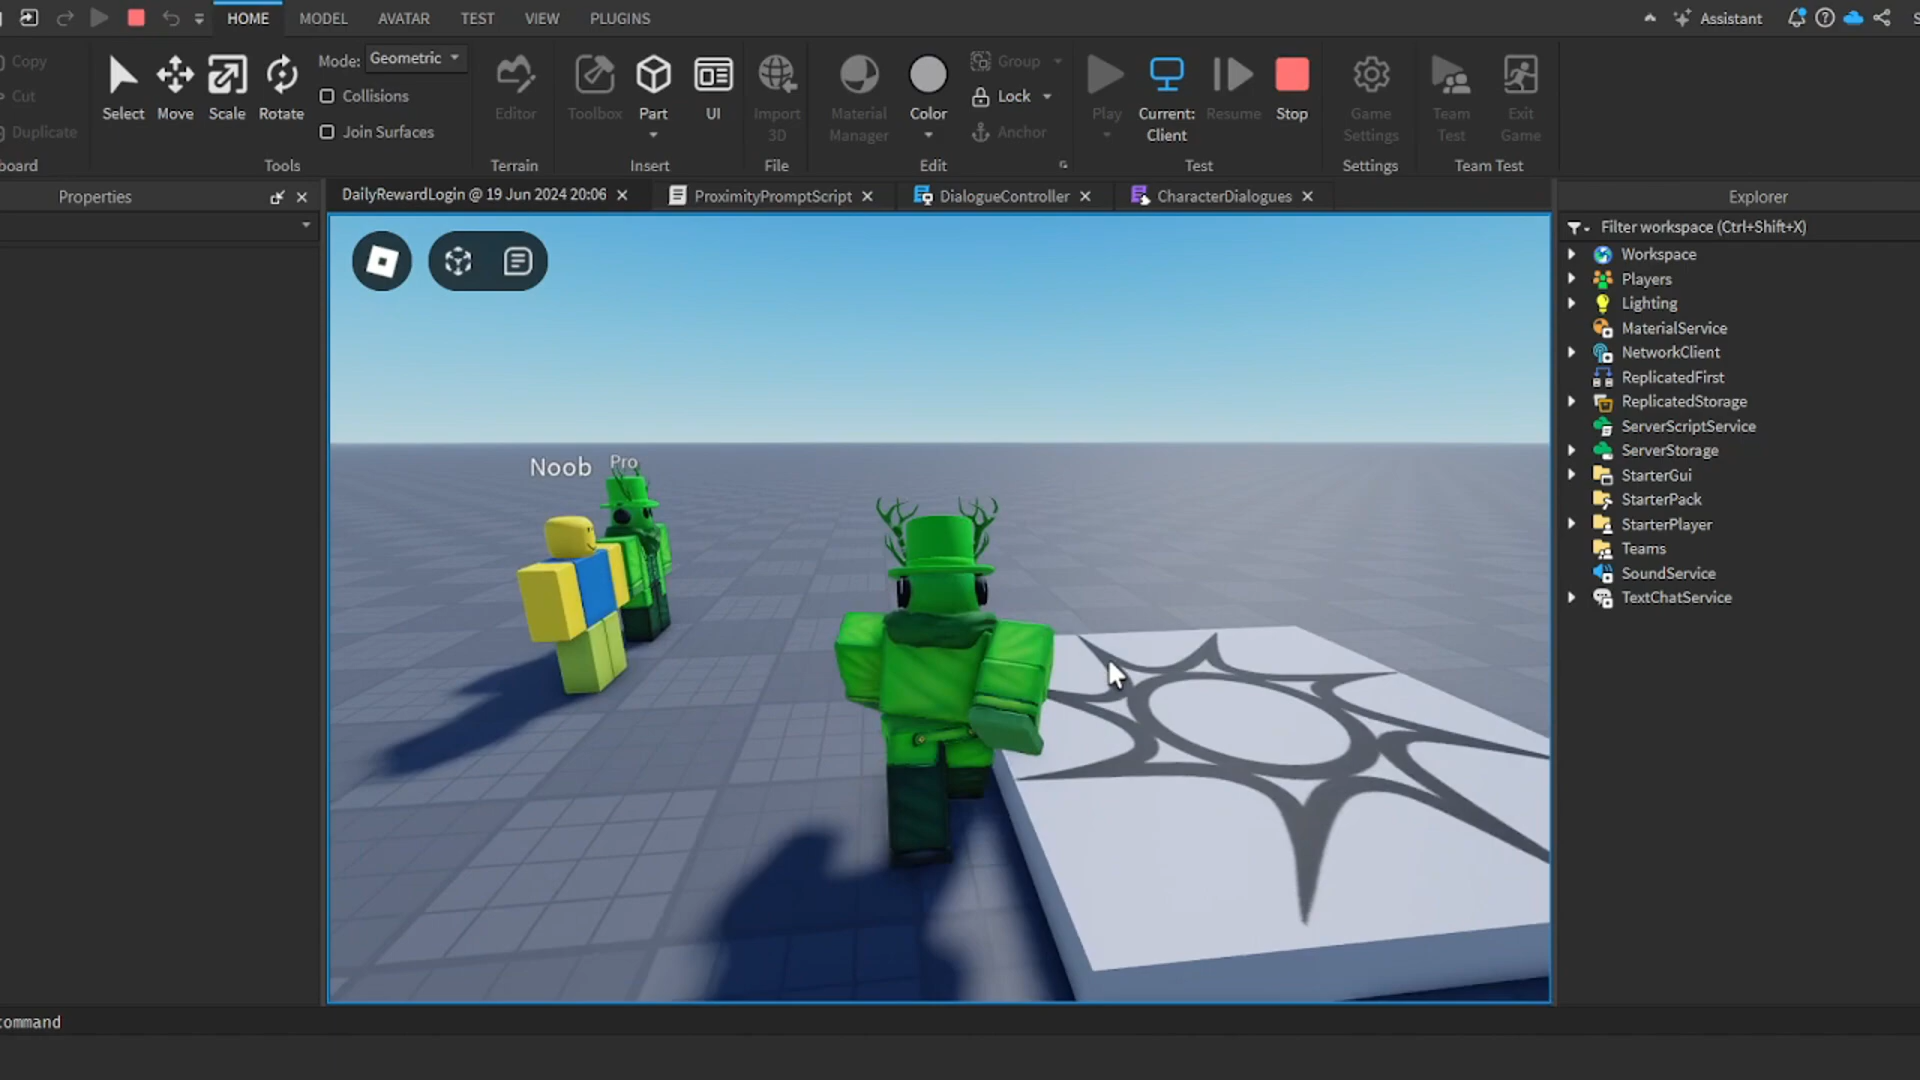 HOME MODEL AVATAR TEST VIEW PLUGINS Assistant
Copy
Cut
Duplicate
board
Select Move Scale Rotate
Mode: Geometric
Collisions
Join Surfaces
Tools
Editor
Terrain
Toolbox Part UI
Insert
Import
3D
File
Material
Manager
Color
Group
Lock
Anchor
Edit
Play
Current:
Client
Resume Stop
Test
Game
Settings
Settings
Team
Test
Exit
Game
Team Test
Properties
DailyRewardLogin @ 19 Jun 2024 20:06 ProximityPromptScript DialogueController CharacterDialogues
Noob
Pro
Explorer
Filter workspace (Ctrl+Shift+X)
Workspace
Players
Lighting
MaterialService
NetworkClient
ReplicatedFirst
ReplicatedStorage
ServerScriptService
ServerStorage
StarterGui
StarterPack
StarterPlayer
Teams
SoundService
TextChatService
command